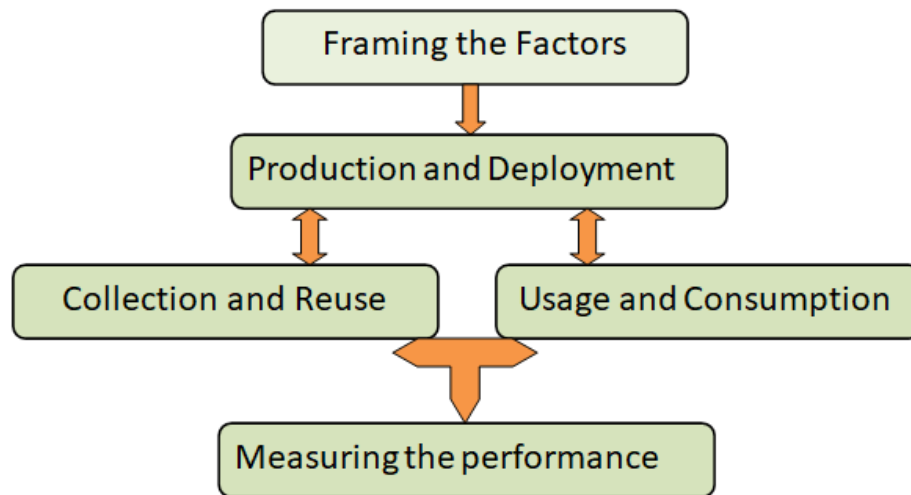 Framing the Factors
Production and Deployment
Collection and Reuse
Usage and Consumption
Measuring the performance